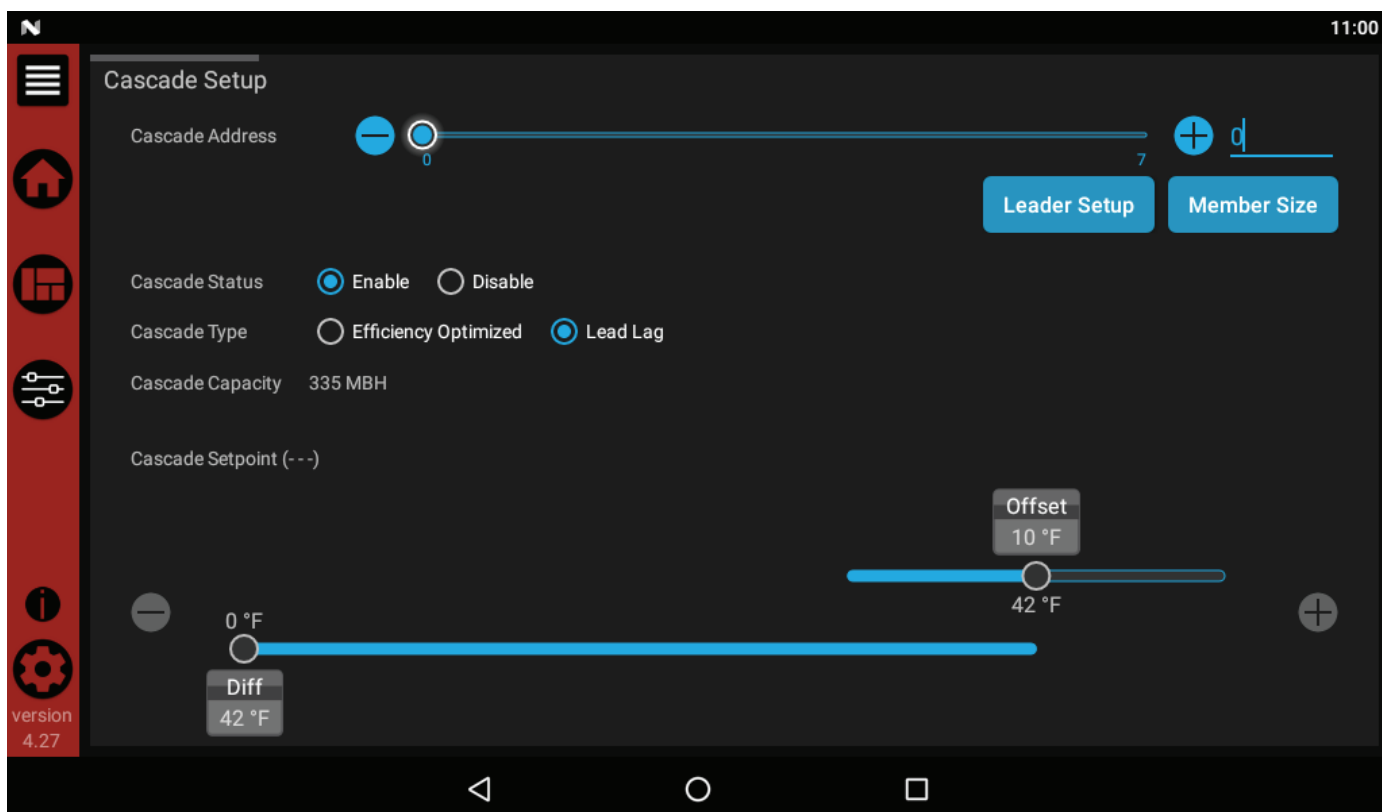 11:00
Cascade Setup
Cascade Address
0
7
0
Leader Setup
Member Size
Cascade Status
Enable
Disable
Cascade Type
Efficiency Optimized
Lead Lag
Cascade Capacity
335 MBH
Cascade Setpoint (---)
Offset
10 °F
42 °F
0 °F
Diff
42 °F
version
4.27